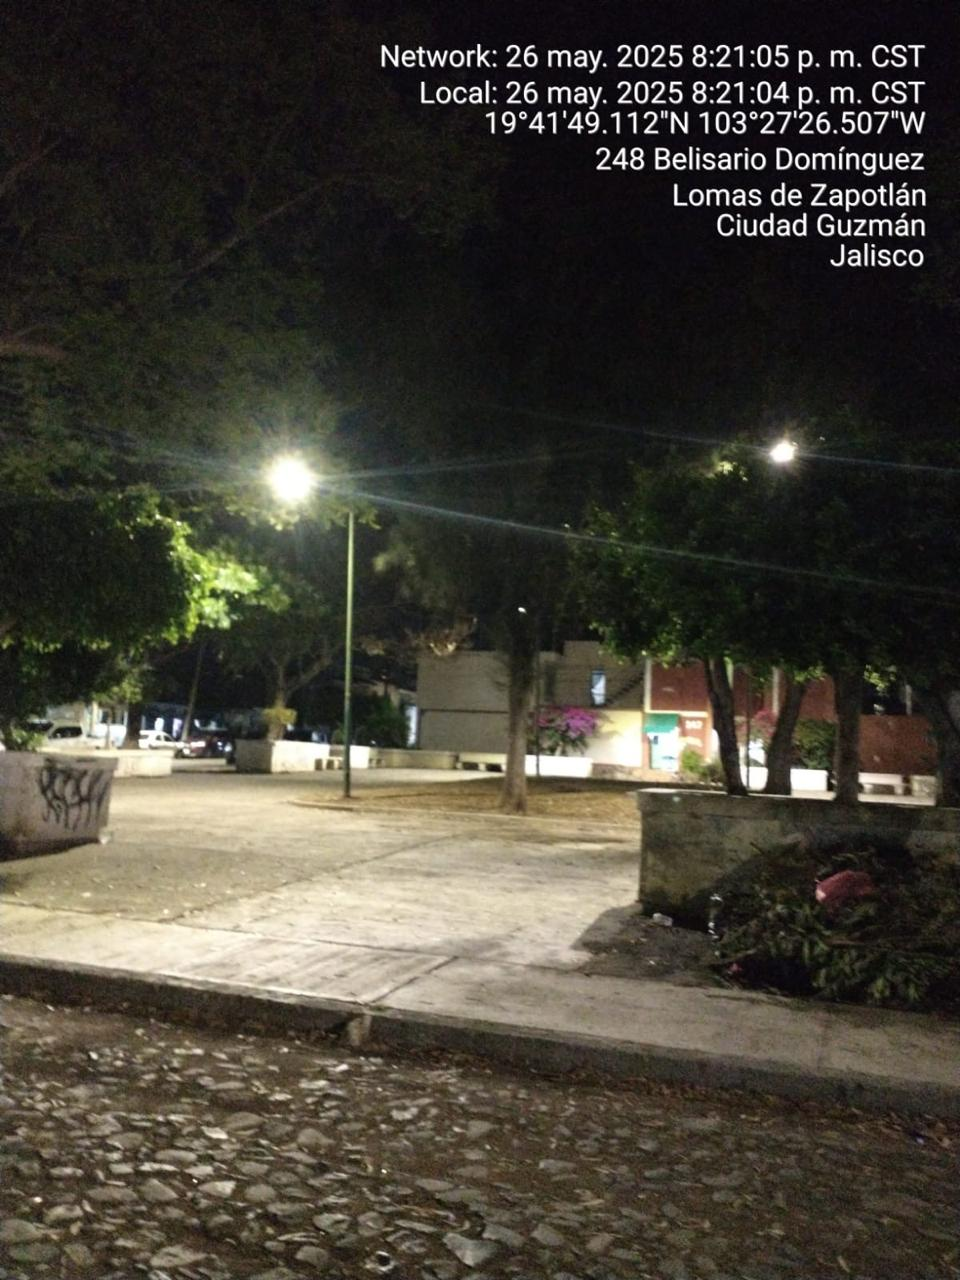 Network: 26 may. 2025 8:21:05 p. m. CST
Local: 26 may. 2025 8:21:04 p. m. CST
19°41'49.112"N 103°27'26.507"W
248 Belisario Domínguez
Lomas de Zapotlán
Ciudad Guzmán
Jalisco